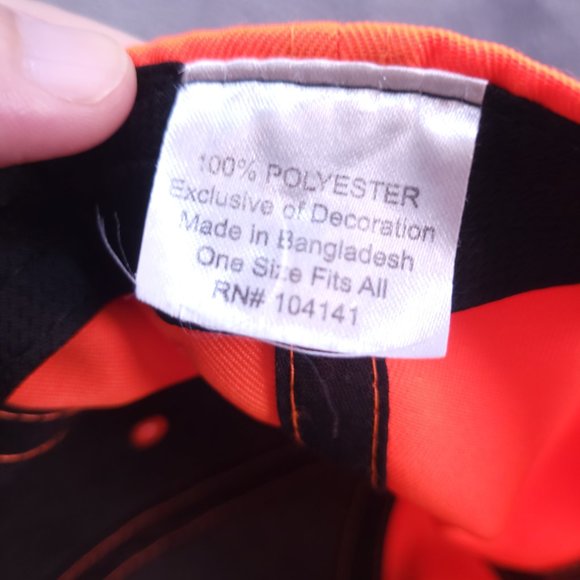 100% POLYESTER
Exclusive of Decoration
Made in Bangladesh
One Size Fits All
RN# 104141